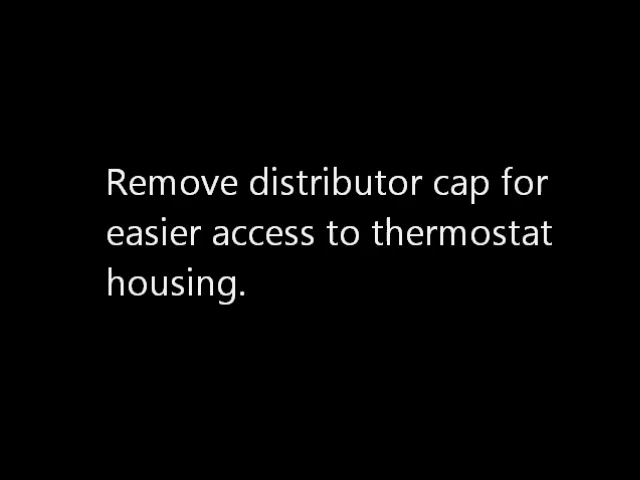 Remove distributor cap for
easier access to thermostat
housing.